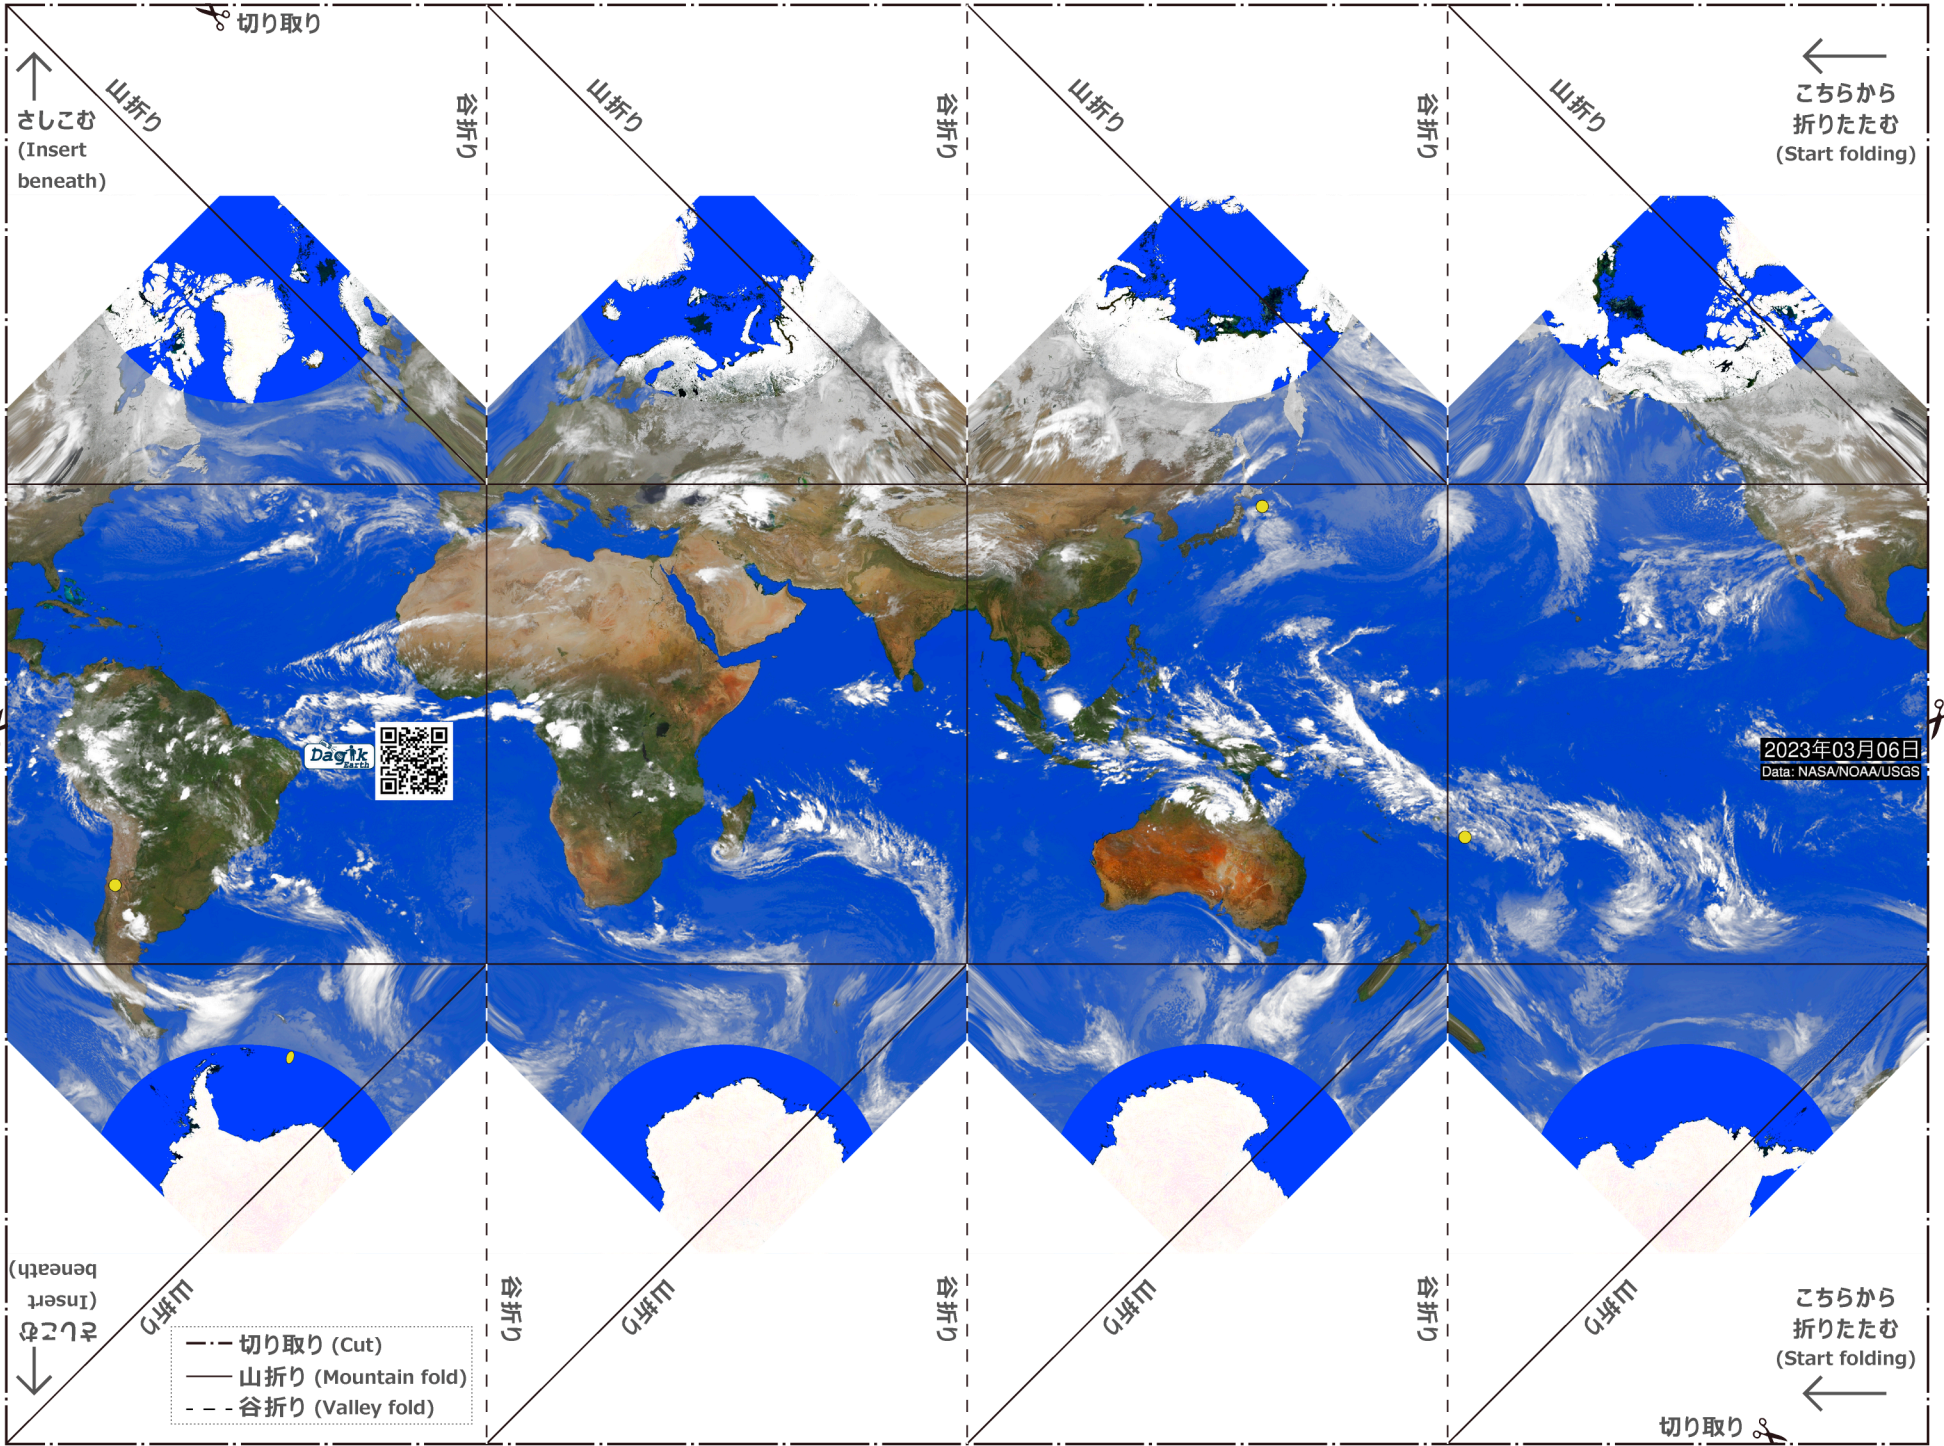 切り取り
山折り
谷折り
山折り
谷折り
山折り
谷折り
山折り
さしこむ
(Insert
beneath)
こちらから
折りたたむ
(Start folding)
Dagik
Earth
2023年03月06日
Data: NASA/NOAA/USGS
さしこむ
(Insert
beneath)
山折り
谷折り
山折り
谷折り
山折り
谷折り
山折り
こちらから
折りたたむ
(Start folding)
切り取り (Cut)
山折り (Mountain fold)
谷折り (Valley fold)
切り取り